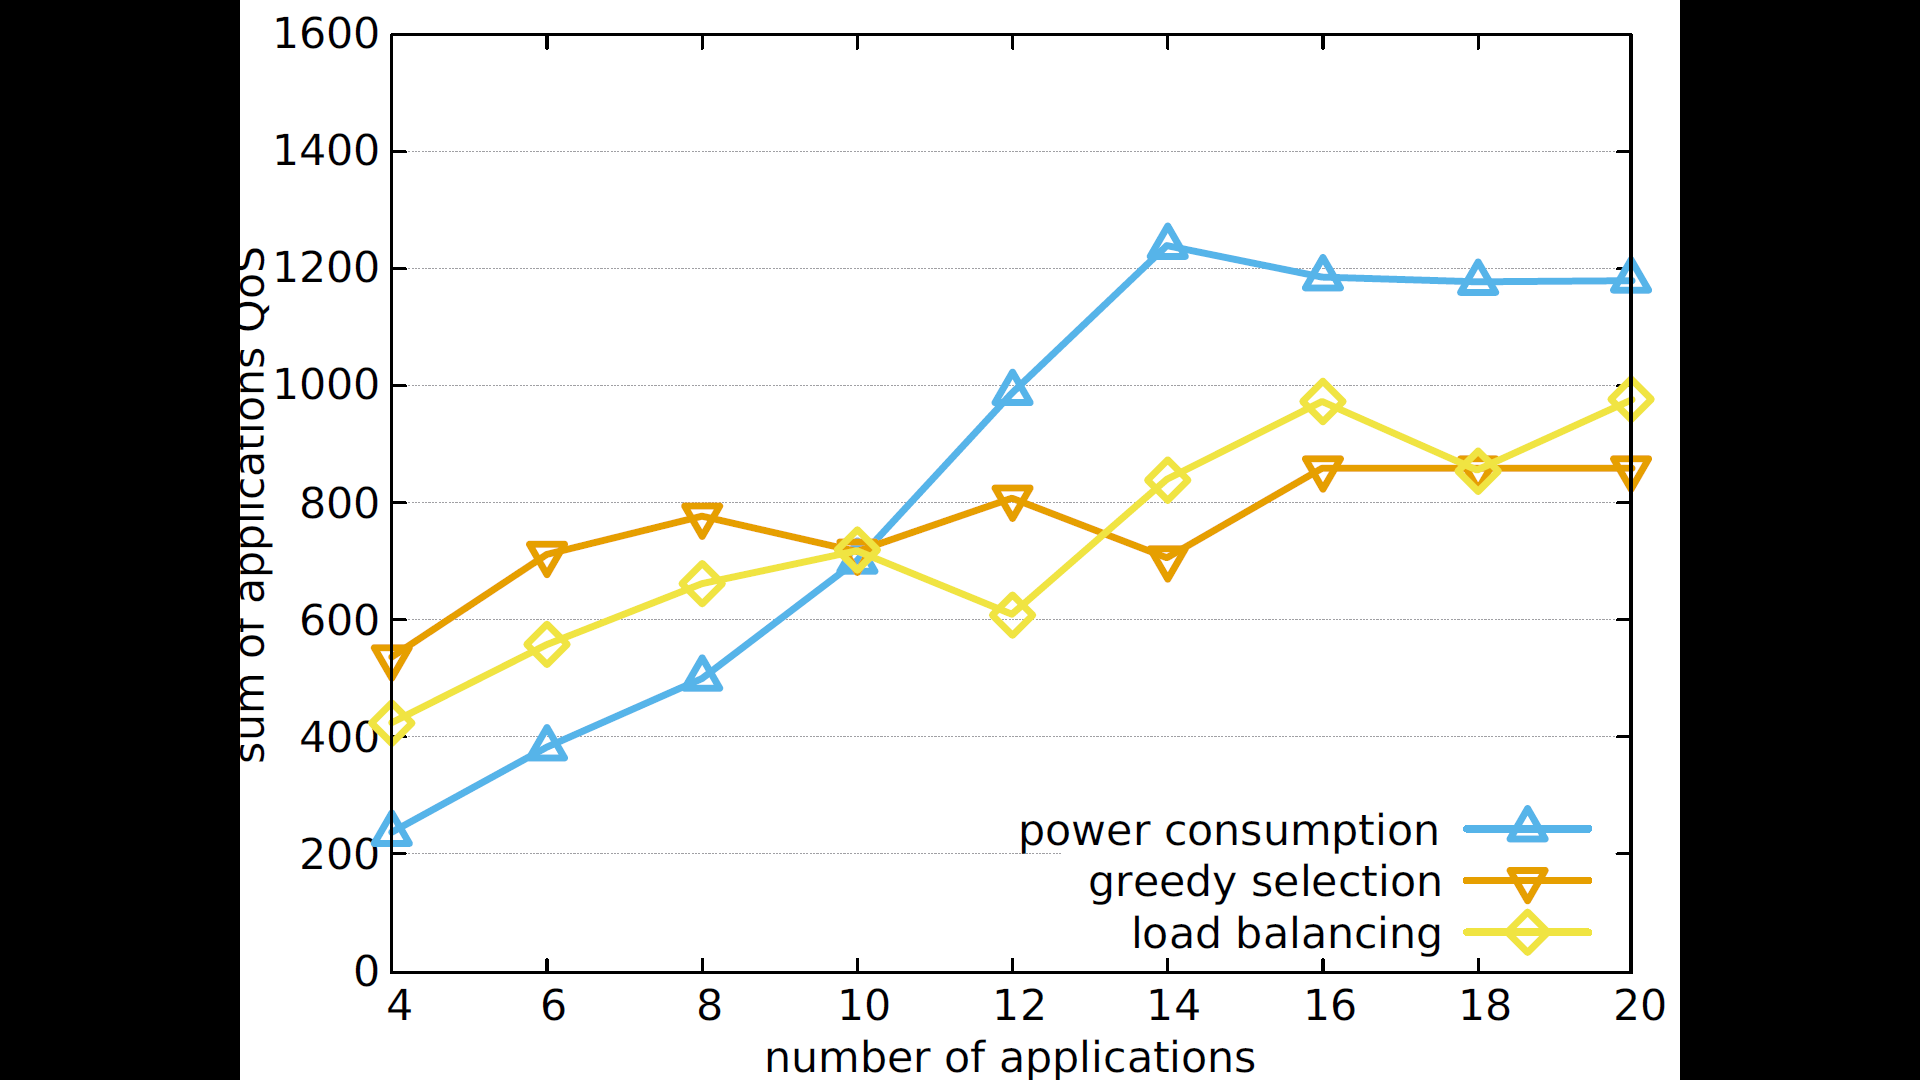 1600
1400
1200
1000
800
600
400
200
0
4 6 8 10 12 14 16 18 20
number of applications
sum of applications QoS
power consumption
greedy selection
load balancing